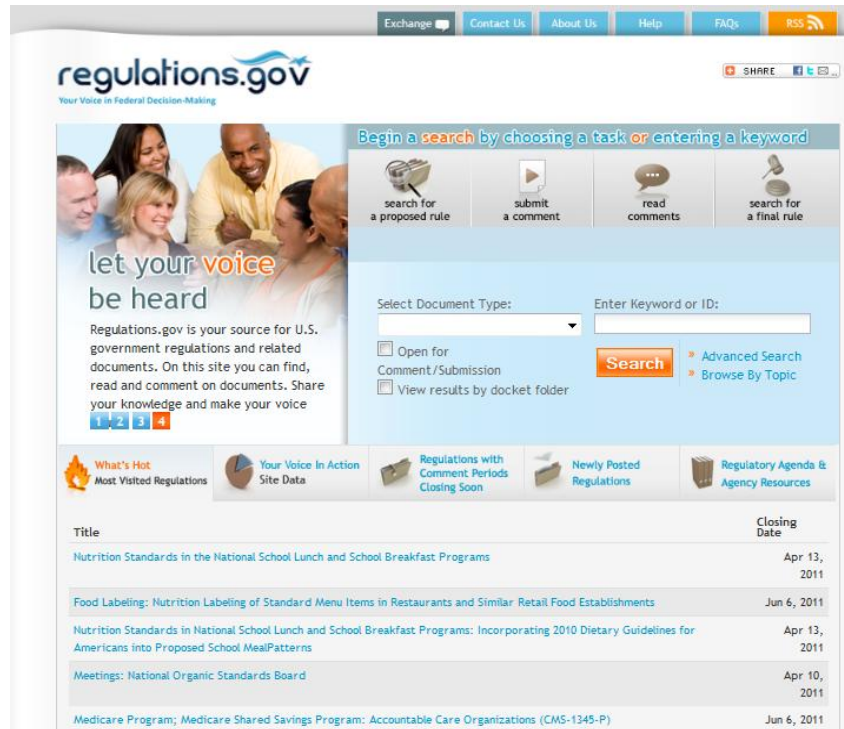 Exchange Contact Us About Us Help FAQs RSS
regulations.gov
Your Voice in Federal Decision-Making
SHARE
Begin a search by choosing a task or entering a keyword
search for a proposed rule
submit a comment
read comments
search for a final rule
let your voice
be heard
Regulations.gov is your source for U.S.
government regulations and related
documents. On this site you can find,
read and comment on documents. Share
your knowledge and make your voice
1 2 3 4
Select Document Type:
Enter Keyword or ID:
Open for
Comment/Submission
View results by docket folder
Search
» Advanced Search
» Browse By Topic
What's Hot
Most Visited Regulations
Your Voice In Action
Site Data
Regulations with
Comment Periods
Closing Soon
Newly Posted
Regulations
Regulatory Agenda &
Agency Resources
Title
Closing
Date
Nutrition Standards in the National School Lunch and School Breakfast Programs
Apr 13,
2011
Food Labeling: Nutrition Labeling of Standard Menu Items in Restaurants and Similar Retail Food Establishments
Jun 6, 2011
Nutrition Standards in National School Lunch and School Breakfast Programs: Incorporating 2010 Dietary Guidelines for
Americans into Proposed School MealPatterns
Apr 13,
2011
Meetings: National Organic Standards Board
Apr 10,
2011
Medicare Program; Medicare Shared Savings Program: Accountable Care Organizations (CMS-1345-P)
Jun 6, 2011